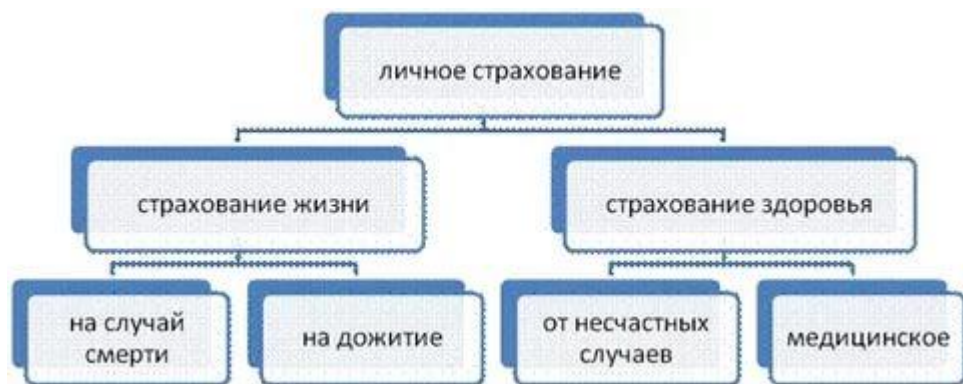 личное страхование
страхование жизни
страхование здоровья
на случай
смерти
на дожитие
от несчастных
случаев
медицинское